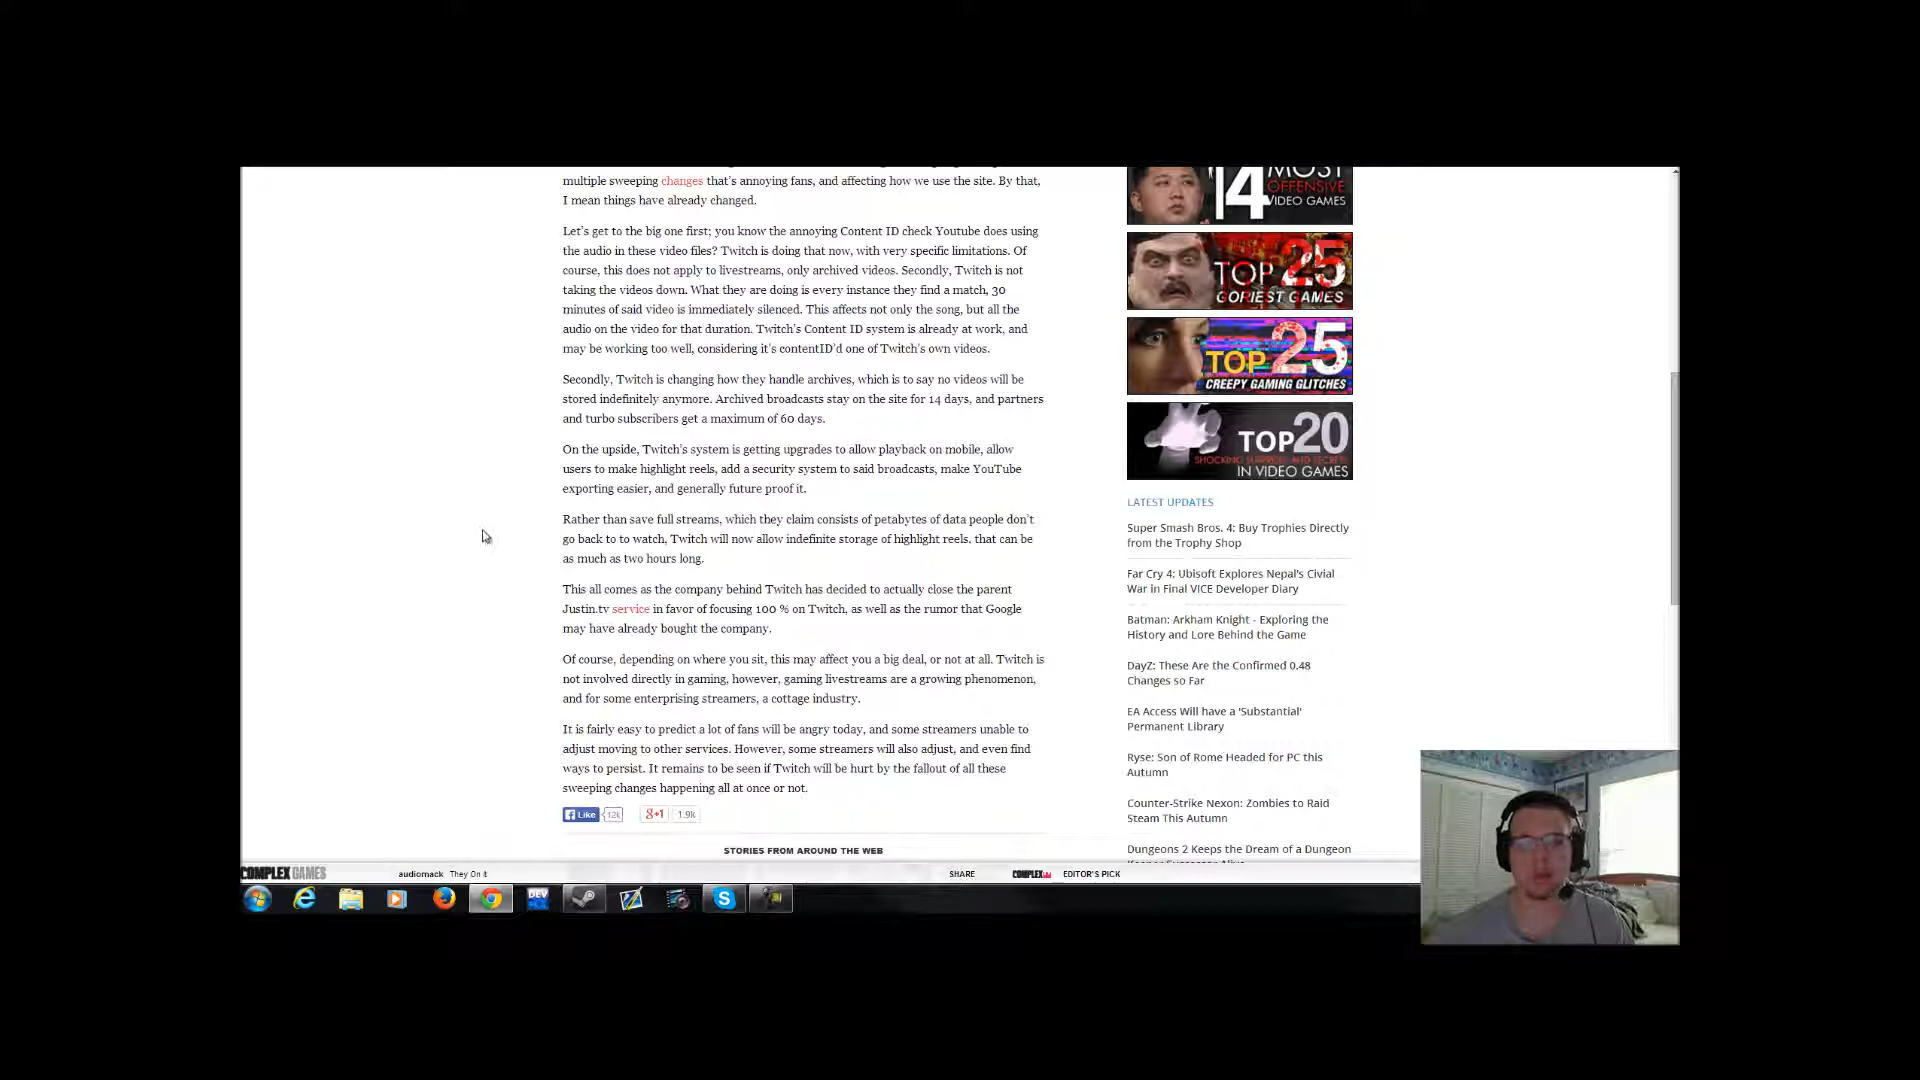 multiple sweeping changes that's annoying fans, and affecting how we use the site. By that,
I mean things have already changed.
Let's get to the big one first; you know the annoying Content ID check Youtube does using
the audio in these video files? Twitch is doing that now, with very specific limitations. Of
course, this does not apply to livestreams, only archived videos. Secondly, Twitch is not
taking the videos down. What they are doing is every instance they find a match, 30
minutes of said video is immediately silenced. This affects not only the song, but all the
audio on the video for that duration. Twitch's Content ID system is already at work, and
may be working too well, considering it's contentID'd one of Twitch's own videos.
Secondly, Twitch is changing how they handle archives, which is to say no videos will be
stored indefinitely anymore. Archived broadcasts stay on the site for 14 days, and partners
and turbo subscribers get a maximum of 60 days.
On the upside, Twitch's system is getting upgrades to allow playback on mobile, allow
users to make highlight reels, add a security system to said broadcasts, make YouTube
exporting easier, and generally future proof it.
Rather than save full streams, which they claim consists of petabytes of data people don't
go back to to watch, Twitch will now allow indefinite storage of highlight reels, that can be
as much as two hours long.
This all comes as the company behind Twitch has decided to actually close the parent
Justin.tv service in favor of focusing 100 % on Twitch, as well as the rumor that Google
may have already bought the company.
Of course, depending on where you sit, this may affect you a big deal, or not at all. Twitch is
not involved directly in gaming, however, gaming livestreams are a growing phenomenon,
and for some enterprising streamers, a cottage industry.
It is fairly easy to predict a lot of fans will be angry today, and some streamers unable to
adjust moving to other services. However, some streamers will also adjust, and even find
ways to persist. It remains to be seen if Twitch will be hurt by the fallout of all these
sweeping changes happening all at once or not.
Like 12k +1 1.9k
STORIES FROM AROUND THE WEB
14 MOST
OFFENSIVE
VIDEO GAMES
TOP 25
GORIEST GAMES
TOP 25
CREEPY GAMING GLITCHES
TOP 20
SHOCKING SURPRISES AND SECRETS
IN VIDEO GAMES
LATEST UPDATES
Super Smash Bros. 4: Buy Trophies Directly
from the Trophy Shop
Far Cry 4: Ubisoft Explores Nepal's Civial
War in Final VICE Developer Diary
Batman: Arkham Knight - Exploring the
History and Lore Behind the Game
DayZ: These Are the Confirmed 0.48
Changes so Far
EA Access Will have a 'Substantial'
Permanent Library
Ryse: Son of Rome Headed for PC this
Autumn
Counter-Strike Nexon: Zombies to Raid
Steam This Autumn
Dungeons 2 Keeps the Dream of a Dungeon
COMPLEX GAMES audiomack They On It SHARE COMPLEX EDITOR'S PICK
DEV